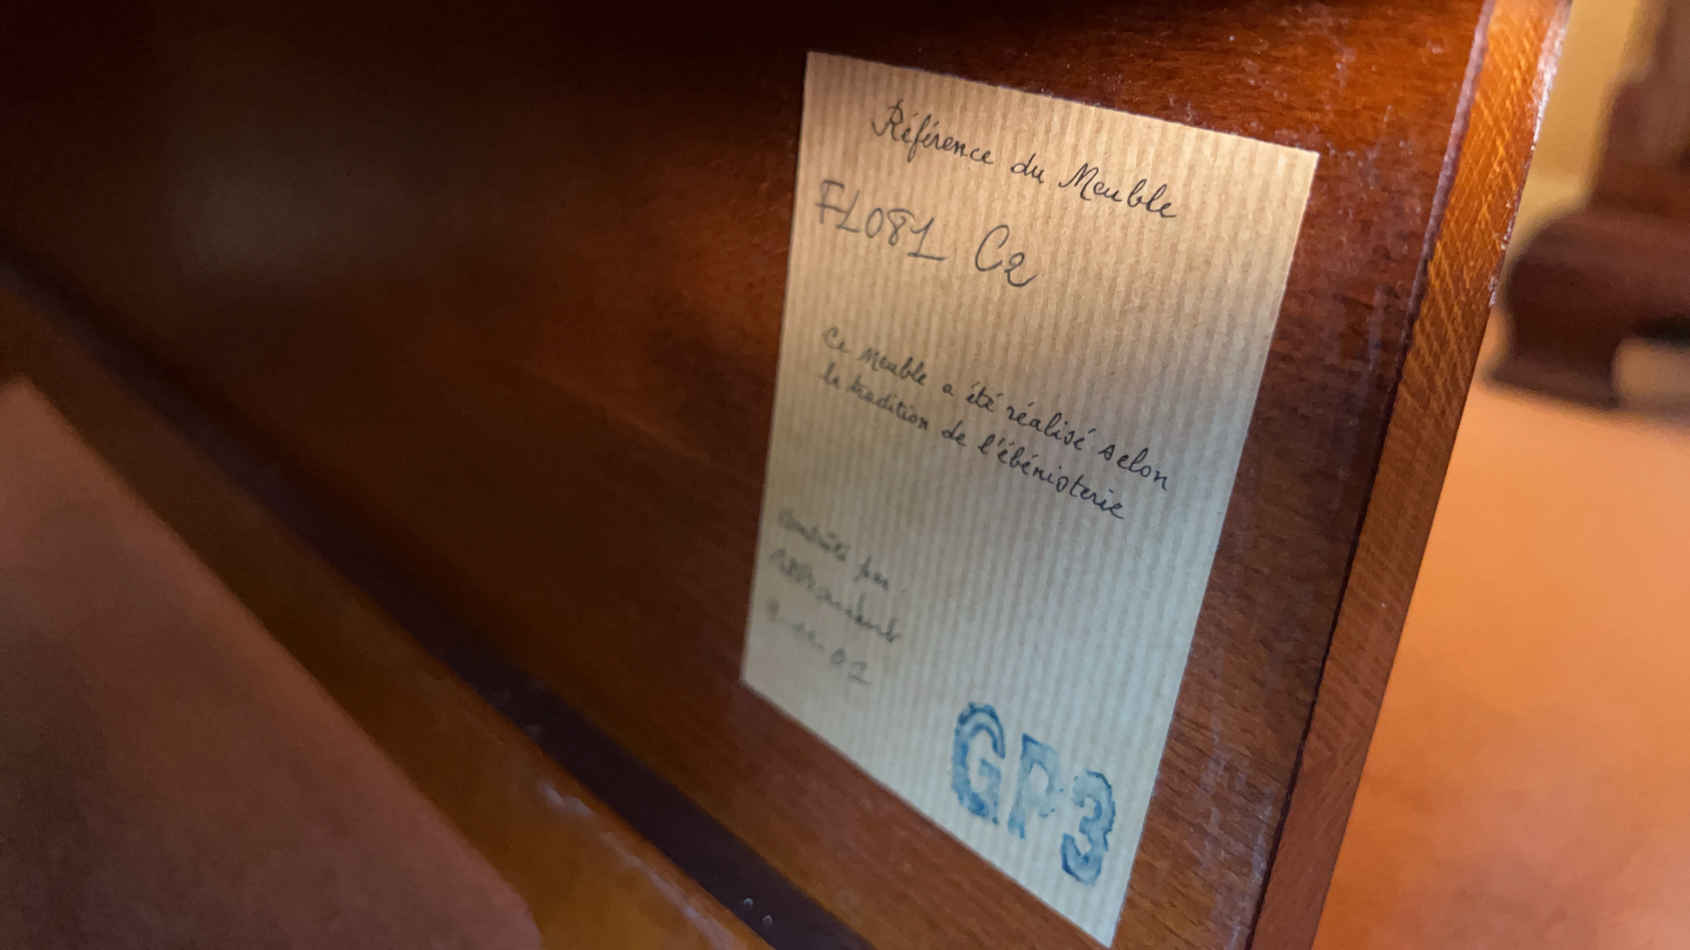 Référence du Meuble
FL081 C2
Ce Meuble a été réalisé selon
la tradition de l'ébénisterie
Contrôlé par
GP3